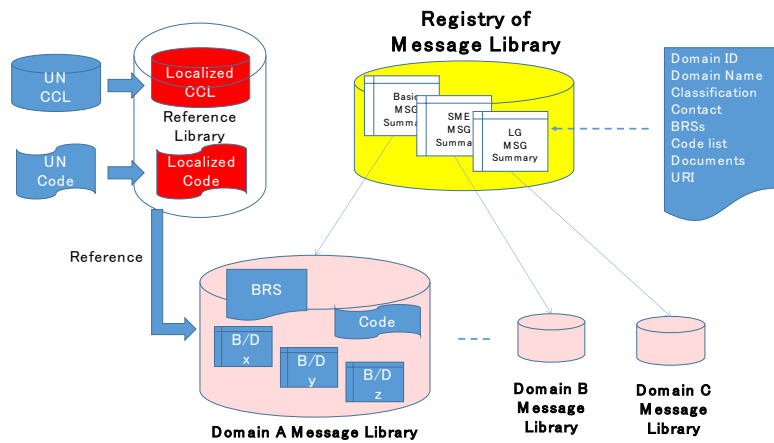 Registry of
Message Library
UN
CCL
Localized
CCL
Reference
Library
UN
Code
Localized
Code
Basic
MSG
Summary
SME
MSG
Summa
LG
MSG
Summary
Domain ID
Domain Name
Classification
Contact
BRSs
Code list
Documents
URI
Reference
BRS
Code
B/D
x
B/D
y
B/D
z
Domain A Message Library
Domain B
Message
Library
Domain C
Message
Library